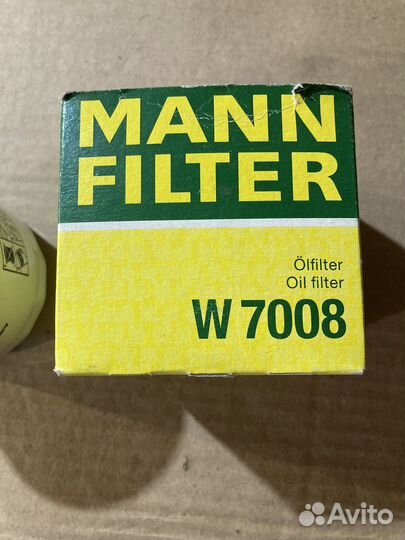 MANN
FILTER
Ölfilter
Oil filter
W 7008
Avito